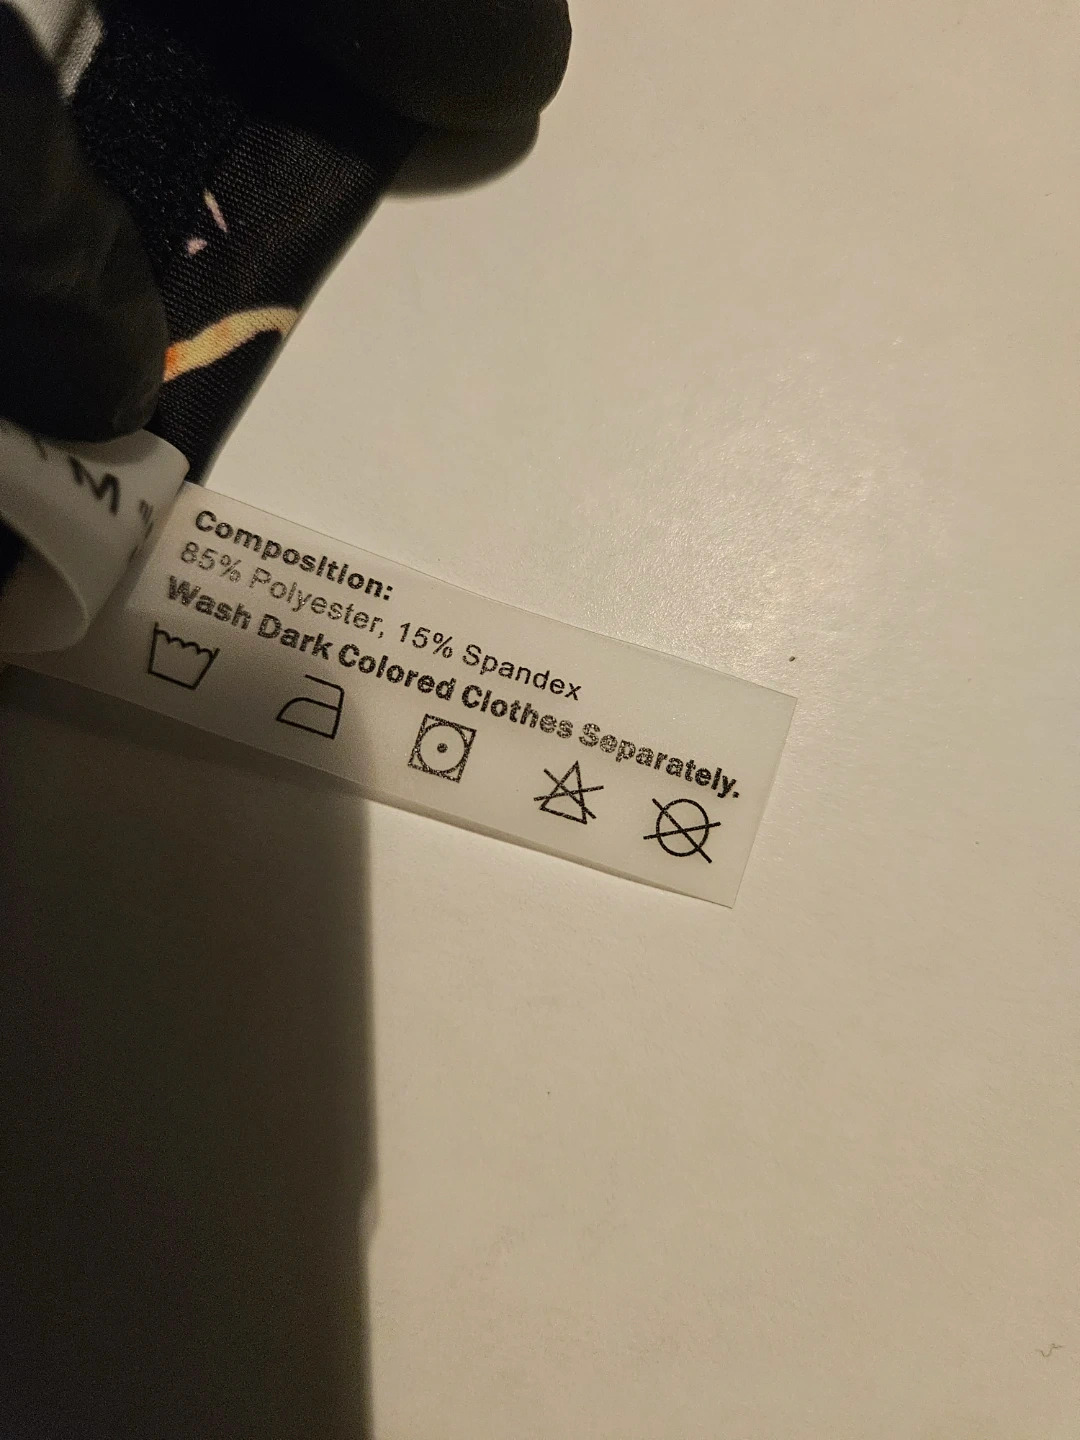 Composition:
85% Polyester, 15% Spandex
Wash Dark Colored Clothes Separately.
M